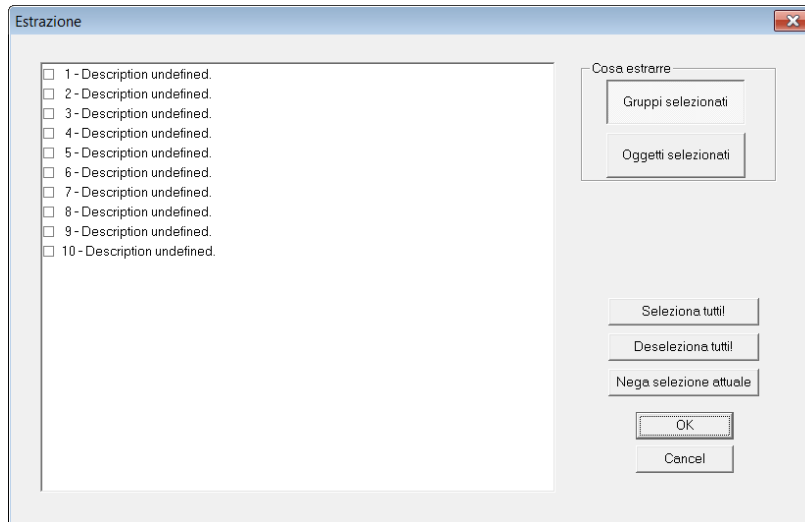 Estrazione
1 - Description undefined.
2 - Description undefined.
3 - Description undefined.
4 - Description undefined.
5 - Description undefined.
6 - Description undefined.
7 - Description undefined.
8 - Description undefined.
9 - Description undefined.
10 - Description undefined.
Cosa estrarre
Gruppi selezionati
Oggetti selezionati
Seleziona tutti!
Deseleziona tutti!
Nega selezione attuale
OK
Cancel